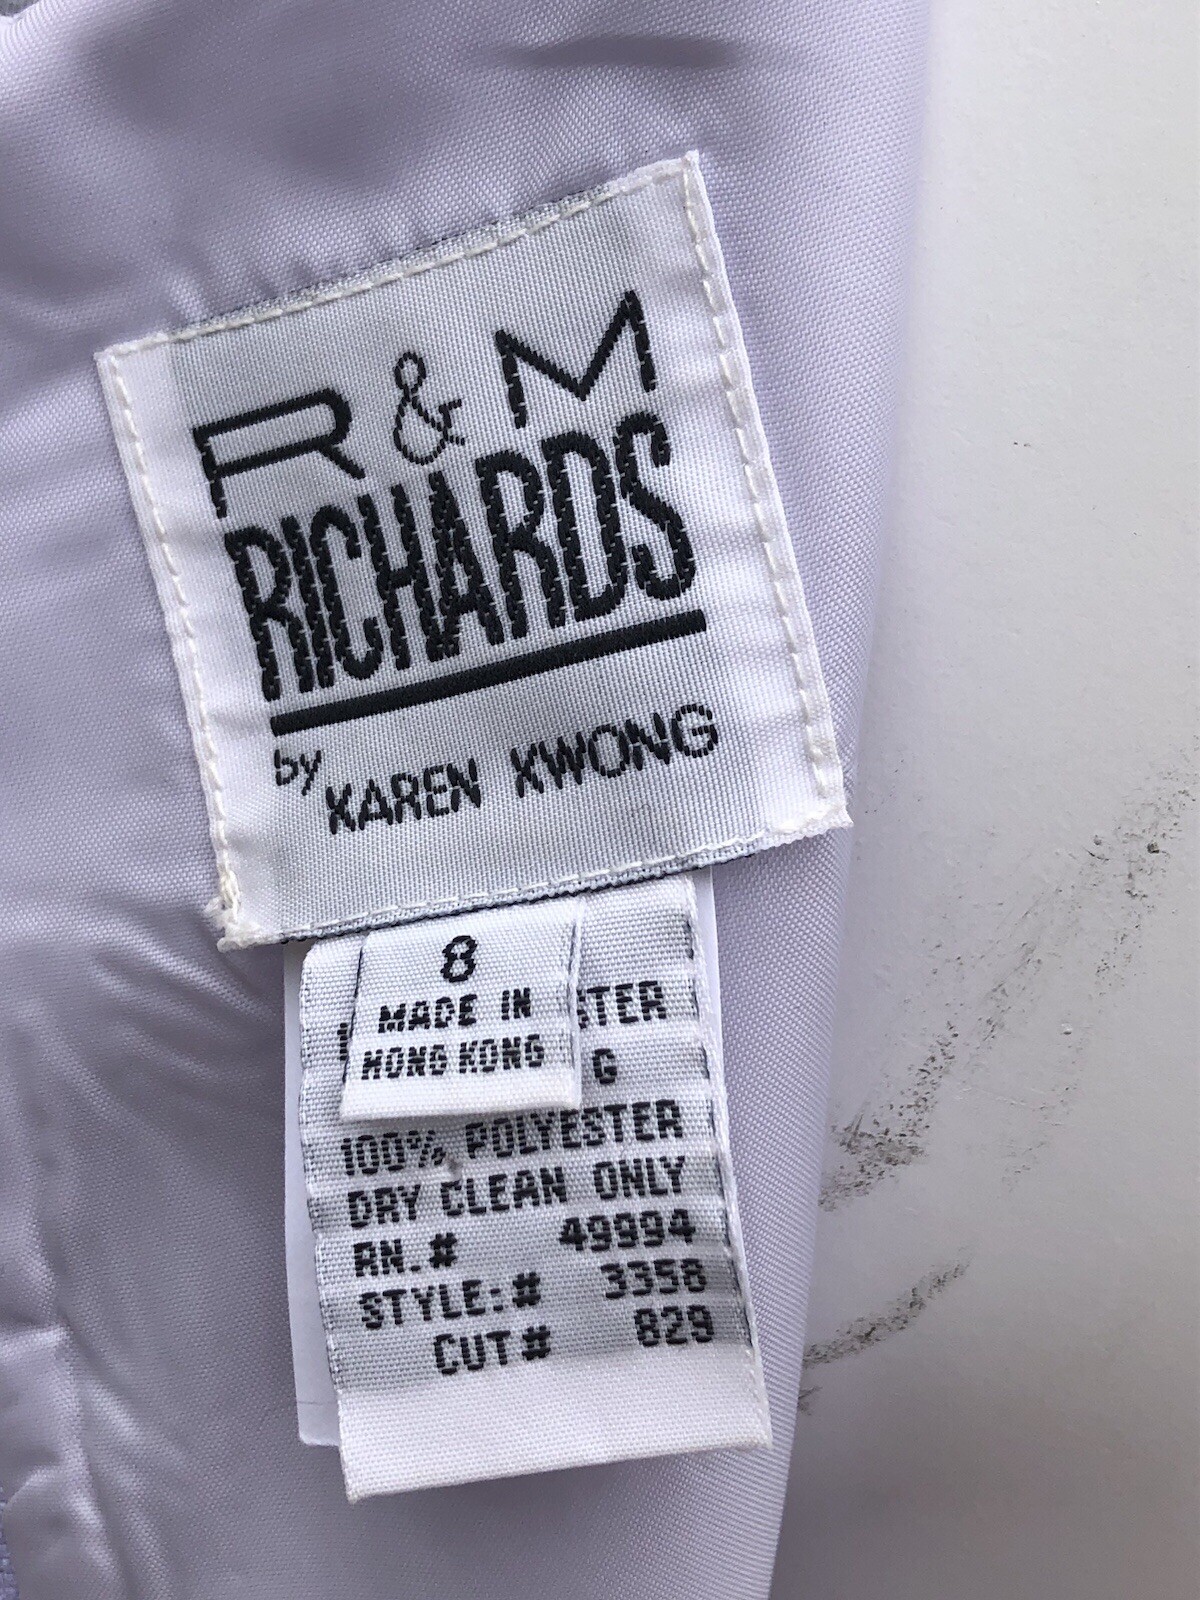 R & M
RICHARDS
by KAREN KWONG
8
MADE IN
HONG KONG
G
100% POLYESTER
DRY CLEAN ONLY
RN.# 49994
STYLE:# 3358
CUT# 829